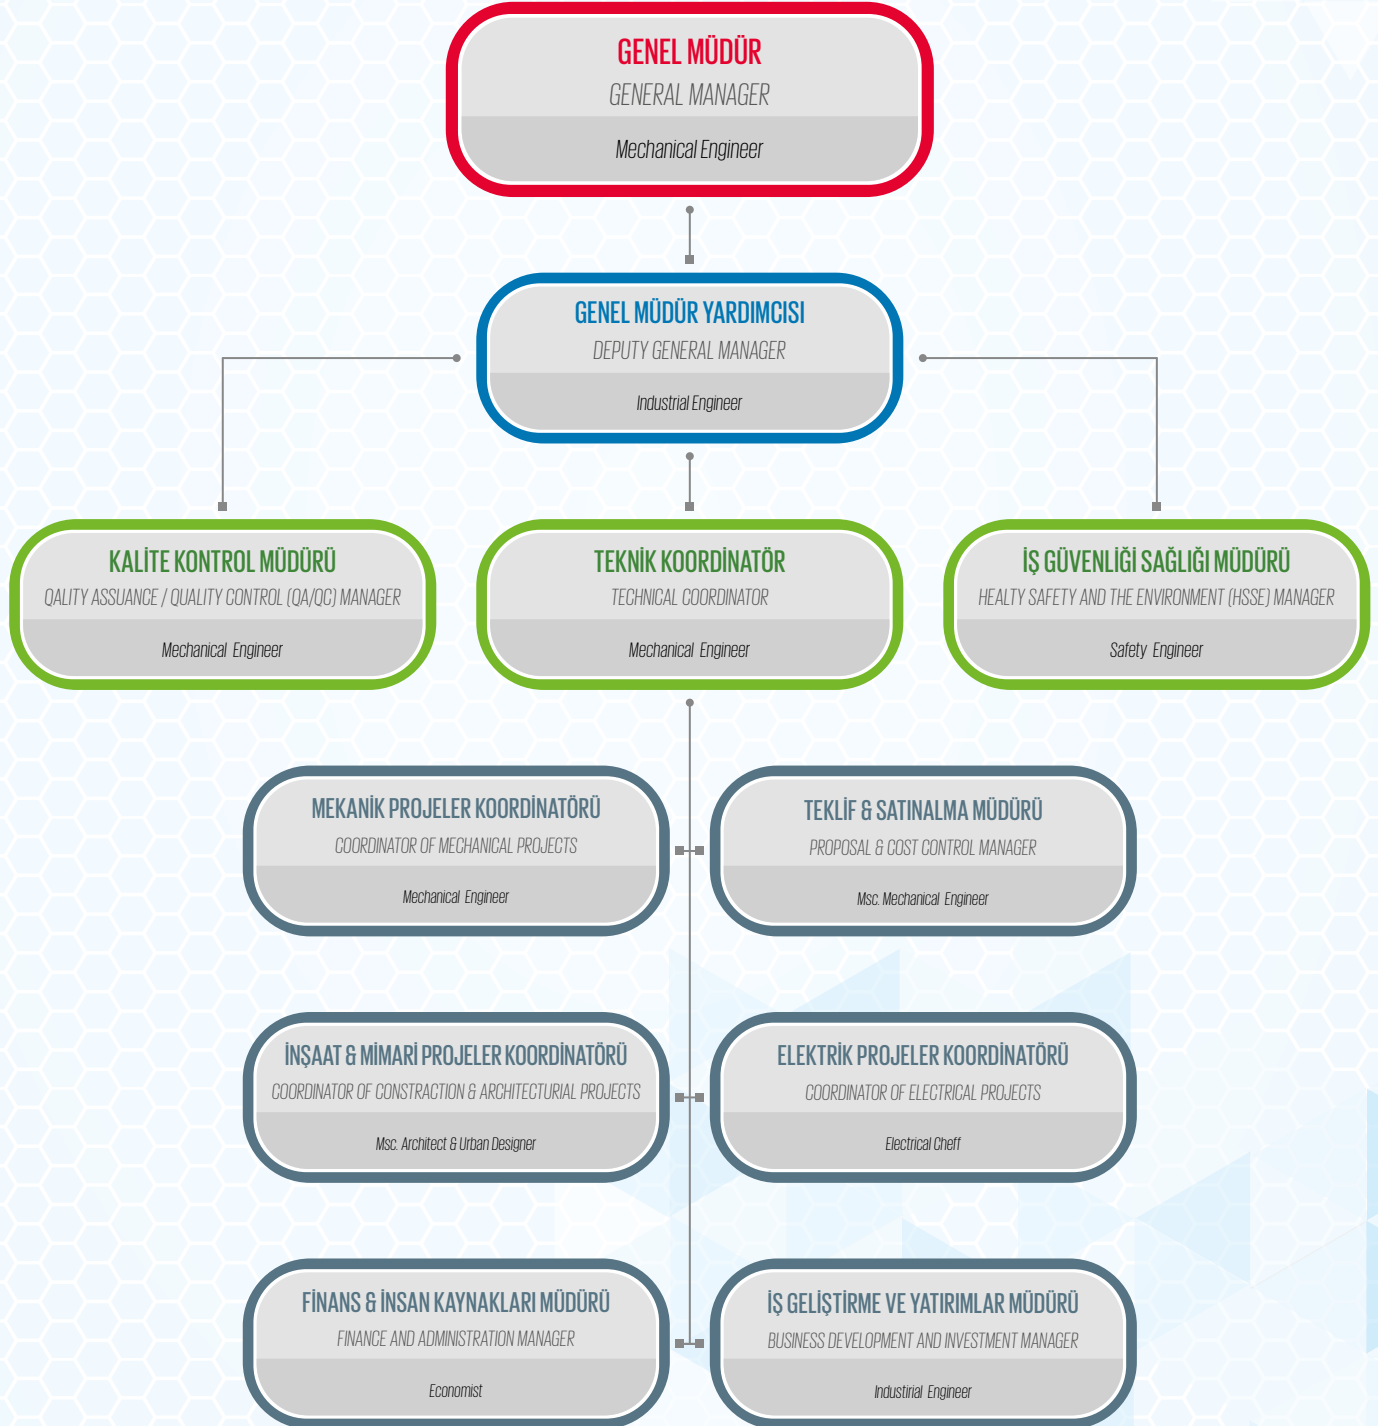 GENEL MÜDÜR
GENERAL MANAGER
Mechanical Engineer
GENEL MÜDÜR YARDIMCISI
DEPUTY GENERAL MANAGER
Industrial Engineer
KALİTE KONTROL MÜDÜRÜ
QALITY ASSUANCE / QUALITY CONTROL (QA/QC) MANAGER
Mechanical Engineer
TEKNİK KOORDİNATÖR
TECHNICAL COORDINATOR
Mechanical Engineer
İŞ GÜVENLİĞİ SAĞLIĞI MÜDÜRÜ
HEALTY SAFETY AND THE ENVIRONMENT (HSSE) MANAGER
Safety Engineer
MEKANİK PROJELER KOORDİNATÖRÜ
COORDINATOR OF MECHANICAL PROJECTS
Mechanical Engineer
TEKLİF & SATINALMA MÜDÜRÜ
PROPOSAL & COST CONTROL MANAGER
Msc. Mechanical Engineer
İNŞAAT & MİMARİ PROJELER KOORDİNATÖRÜ
COORDINATOR OF CONSTRACTION & ARCHITECTURIAL PROJECTS
Msc. Architect & Urban Designer
ELEKTRİK PROJELER KOORDİNATÖRÜ
COORDINATOR OF ELECTRICAL PROJECTS
Electrical Cheff
FİNANS & İNSAN KAYNAKLARI MÜDÜRÜ
FINANCE AND ADMINISTRATION MANAGER
Economist
İŞ GELİŞTİRME VE YATIRIMLAR MÜDÜRÜ
BUSINESS DEVELOPMENT AND INVESTMENT MANAGER
Industirial Engineer